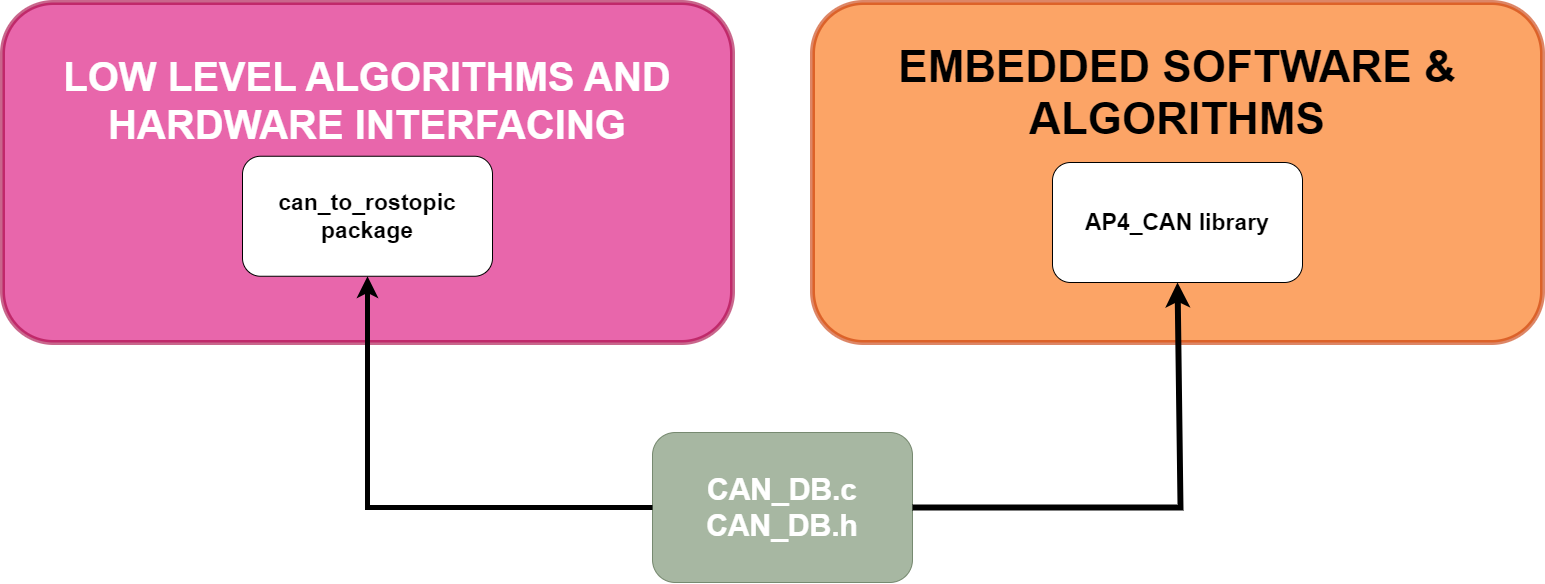 LOW LEVEL ALGORITHMS AND
HARDWARE INTERFACING
can_to_rostopic
package
EMBEDDED SOFTWARE &
ALGORITHMS
AP4_CAN library
CAN_DB.c
CAN_DB.h